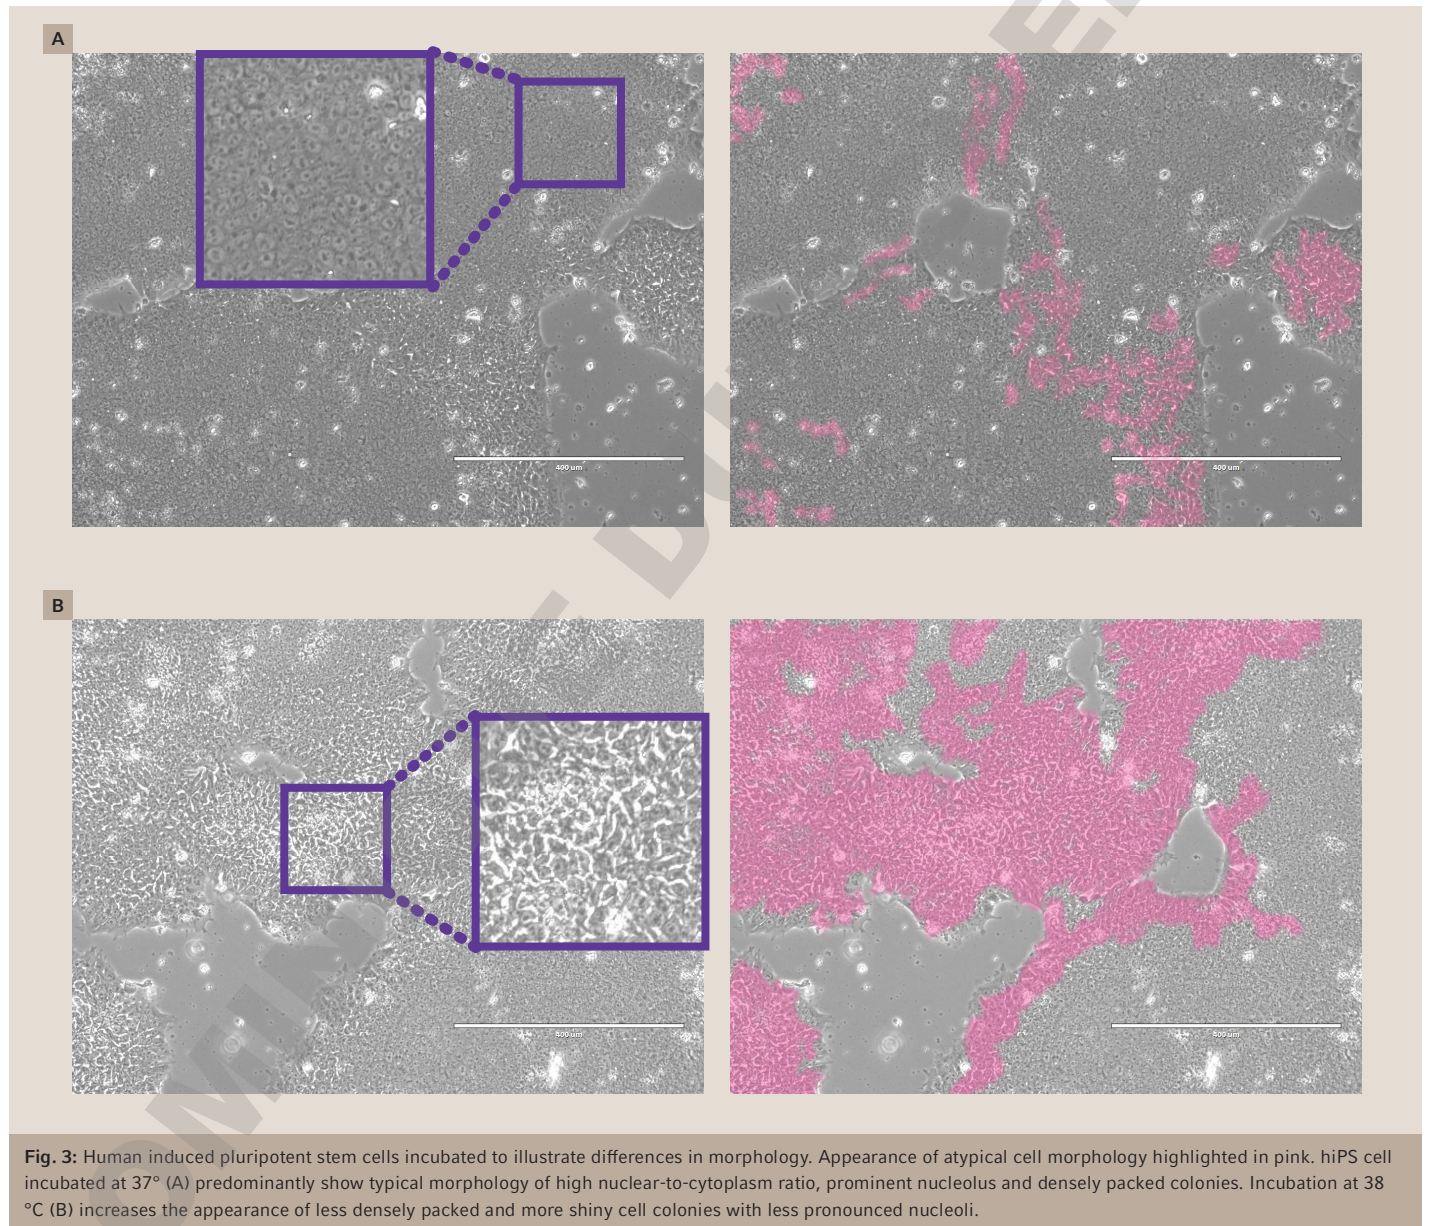 A
400 um
400 um
B
400 um
400 um
Fig. 3: Human induced pluripotent stem cells incubated to illustrate differences in morphology. Appearance of atypical cell morphology highlighted in pink. hiPS cell
incubated at 37° (A) predominantly show typical morphology of high nuclear-to-cytoplasm ratio, prominent nucleolus and densely packed colonies. Incubation at 38
°C (B) increases the appearance of less densely packed and more shiny cell colonies with less pronounced nucleoli.